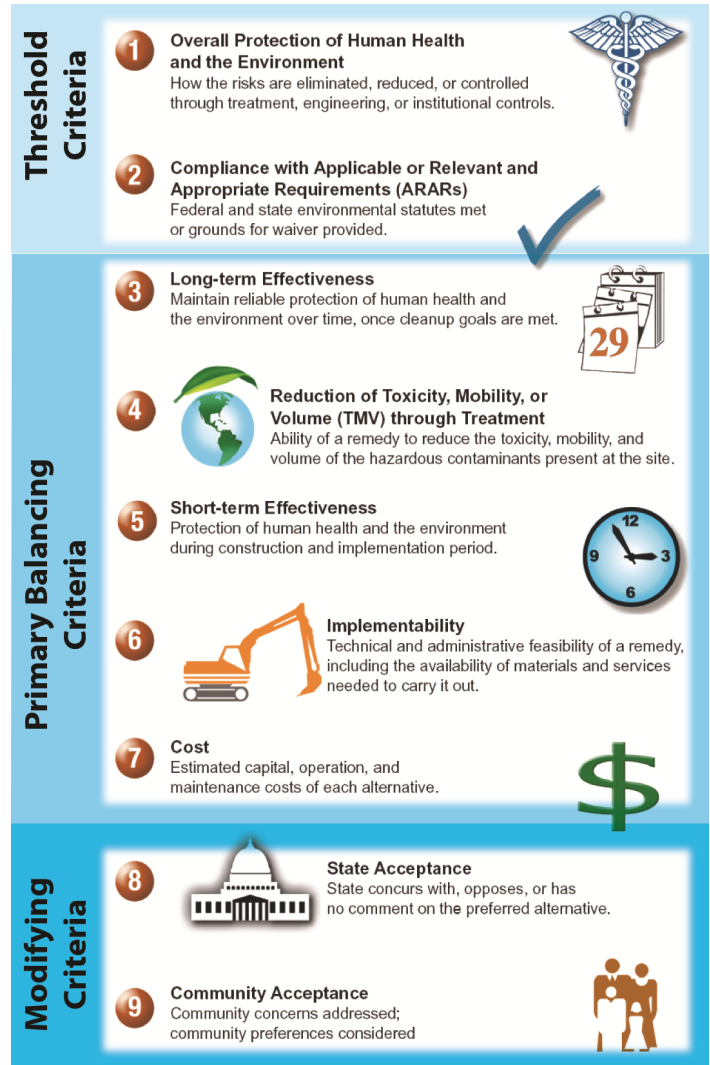 Threshold
Criteria
1
Overall Protection of Human Health
and the Environment
How the risks are eliminated, reduced, or controlled
through treatment, engineering, or institutional controls.
2
Compliance with Applicable or Relevant and
Appropriate Requirements (ARARs)
Federal and state environmental statutes met
or grounds for waiver provided.
Primary Balancing
Criteria
3
Long-term Effectiveness
Maintain reliable protection of human health and
the environment over time, once cleanup goals are met.
29
4
Reduction of Toxicity, Mobility, or
Volume (TMV) through Treatment
Ability of a remedy to reduce the toxicity, mobility, and
volume of the hazardous contaminants present at the site.
5
Short-term Effectiveness
Protection of human health and the environment
during construction and implementation period.
12
9 3
6
6
Implementability
Technical and administrative feasibility of a remedy,
including the availability of materials and services
needed to carry it out.
7
Cost
Estimated capital, operation, and
maintenance costs of each alternative.
$
Modifying
Criteria
8
State Acceptance
State concurs with, opposes, or has
no comment on the preferred alternative.
9
Community Acceptance
Community concerns addressed;
community preferences considered